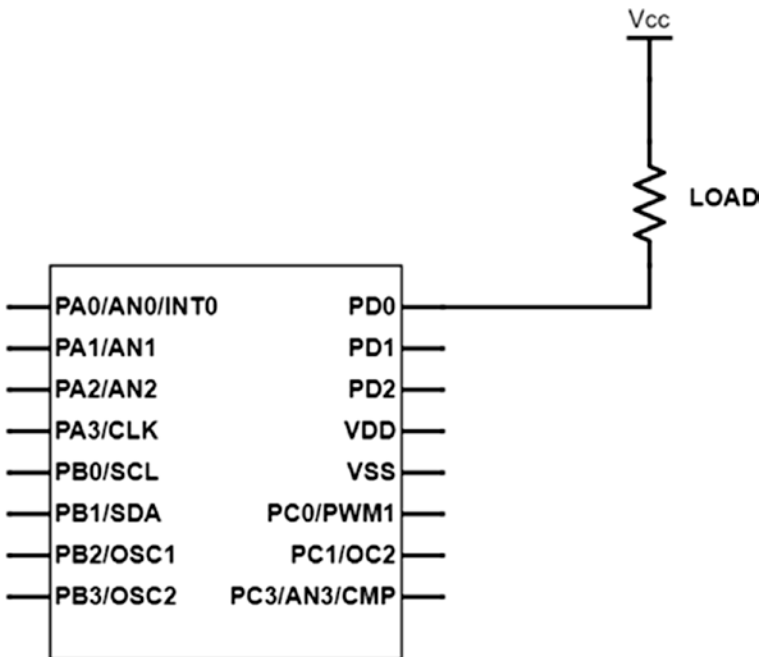 Vcc
LOAD
PA0/AN0/INT0 PD0
PA1/AN1 PD1
PA2/AN2 PD2
PA3/CLK VDD
PB0/SCL VSS
PB1/SDA PC0/PWM1
PB2/OSC1 PC1/OC2
PB3/OSC2 PC3/AN3/CMP